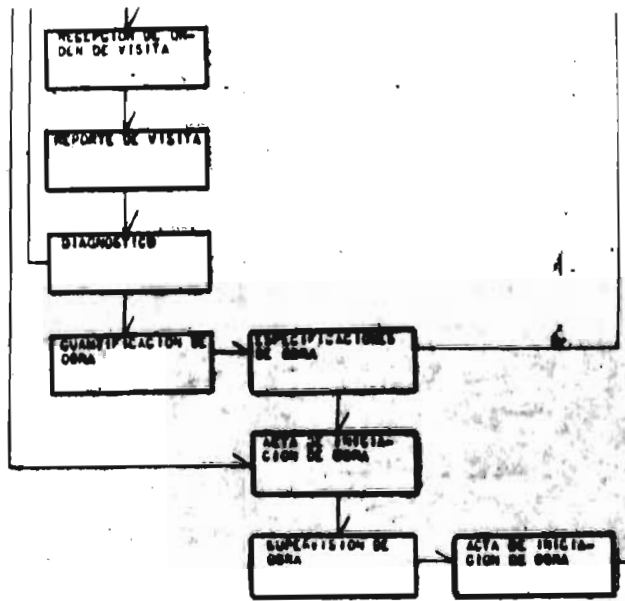 RECEPCION DE OR-
DEN DE VISITA
REPORTE DE VISITA
DIAGNOSTICO
CUANTIFICACION DE
OBRA
ESPECIFICACIONES
DE OBRA
ACTA DE INICIA-
CION DE OBRA
SUPERVISION DE
OBRA
ACTA DE INICIA-
CION DE OBRA